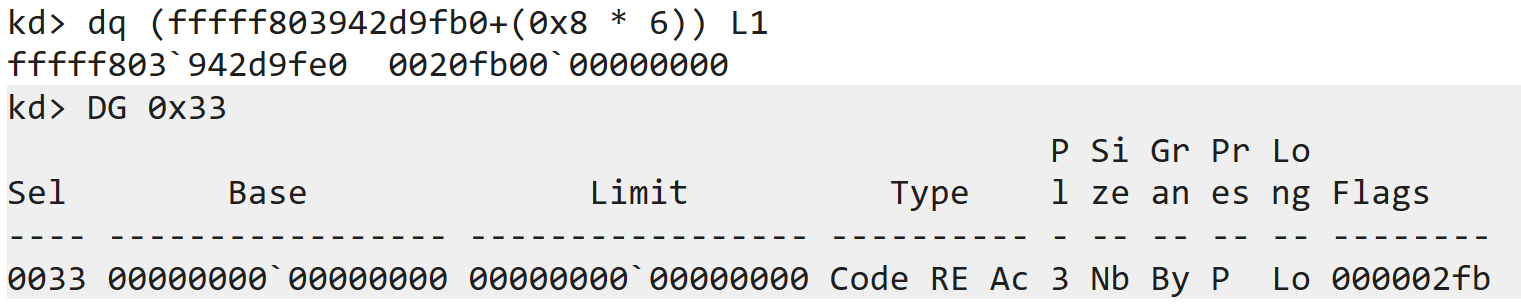 kd> dq (fffff803942d9fb0+(0x8 * 6)) L1
fffff803`942d9fe0  0020fb00`00000000
kd> DG 0x33
                                                    P Si Gr Pr Lo
Sel        Base              Limit          Type    l ze an es ng Flags
---- ----------------- ----------------- ---------- - -- -- -- -- --------
0033 00000000`00000000 00000000`00000000 Code RE Ac 3 Nb By P  Lo 000002fb